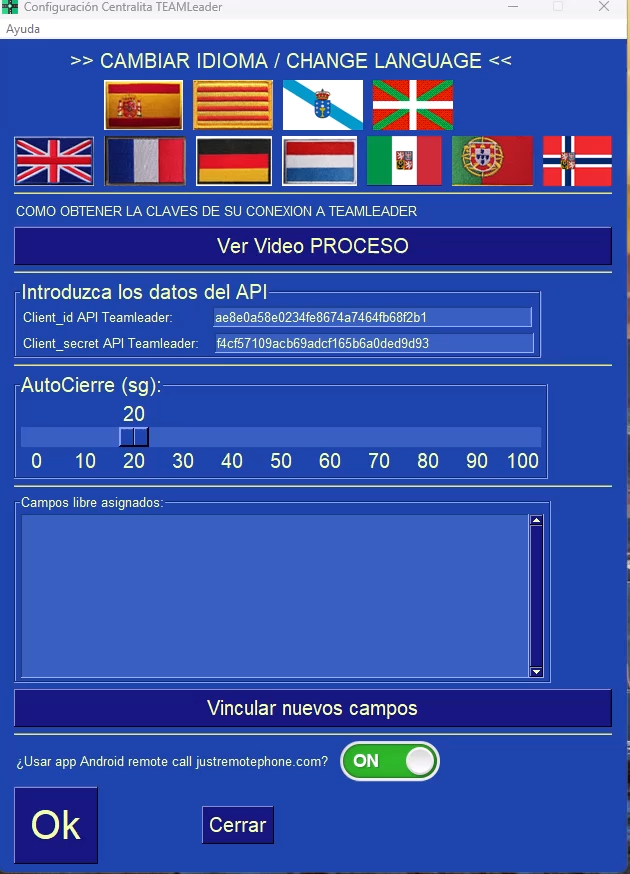 Configuración Centralita TEAMLeader
Ayuda
>> CAMBIAR IDIOMA / CHANGE LANGUAGE <<
COMO OBTENER LA CLAVES DE SU CONEXION A TEAMLEADER
Ver Video PROCESO
Introduzca los datos del API
Client_id API Teamleader: ae8e0a58e0234fe8674a7464fb68f2b1
Client_secret API Teamleader: f4cf57109acb69adcf165b6a0ded9d93
AutoCierre (sg):
20
0 10 20 30 40 50 60 70 80 90 100
Campos libre asignados:
Vincular nuevos campos
¿Usar app Android remote call justremotephone.com? ON
Ok Cerrar